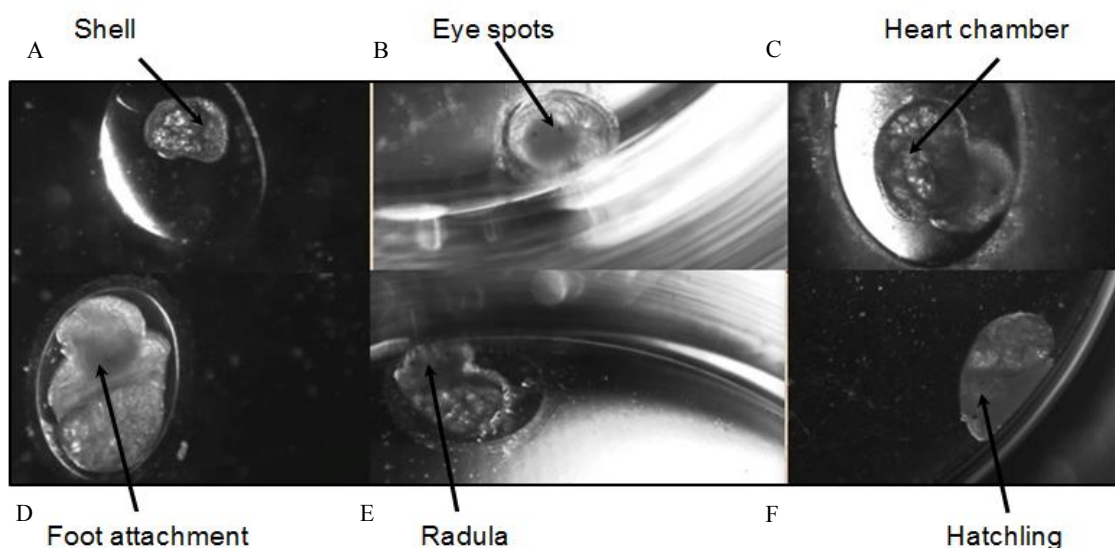 Shell
Eye spots
Heart chamber
A
B
C
D
E
F
Foot attachment
Radula
Hatchling